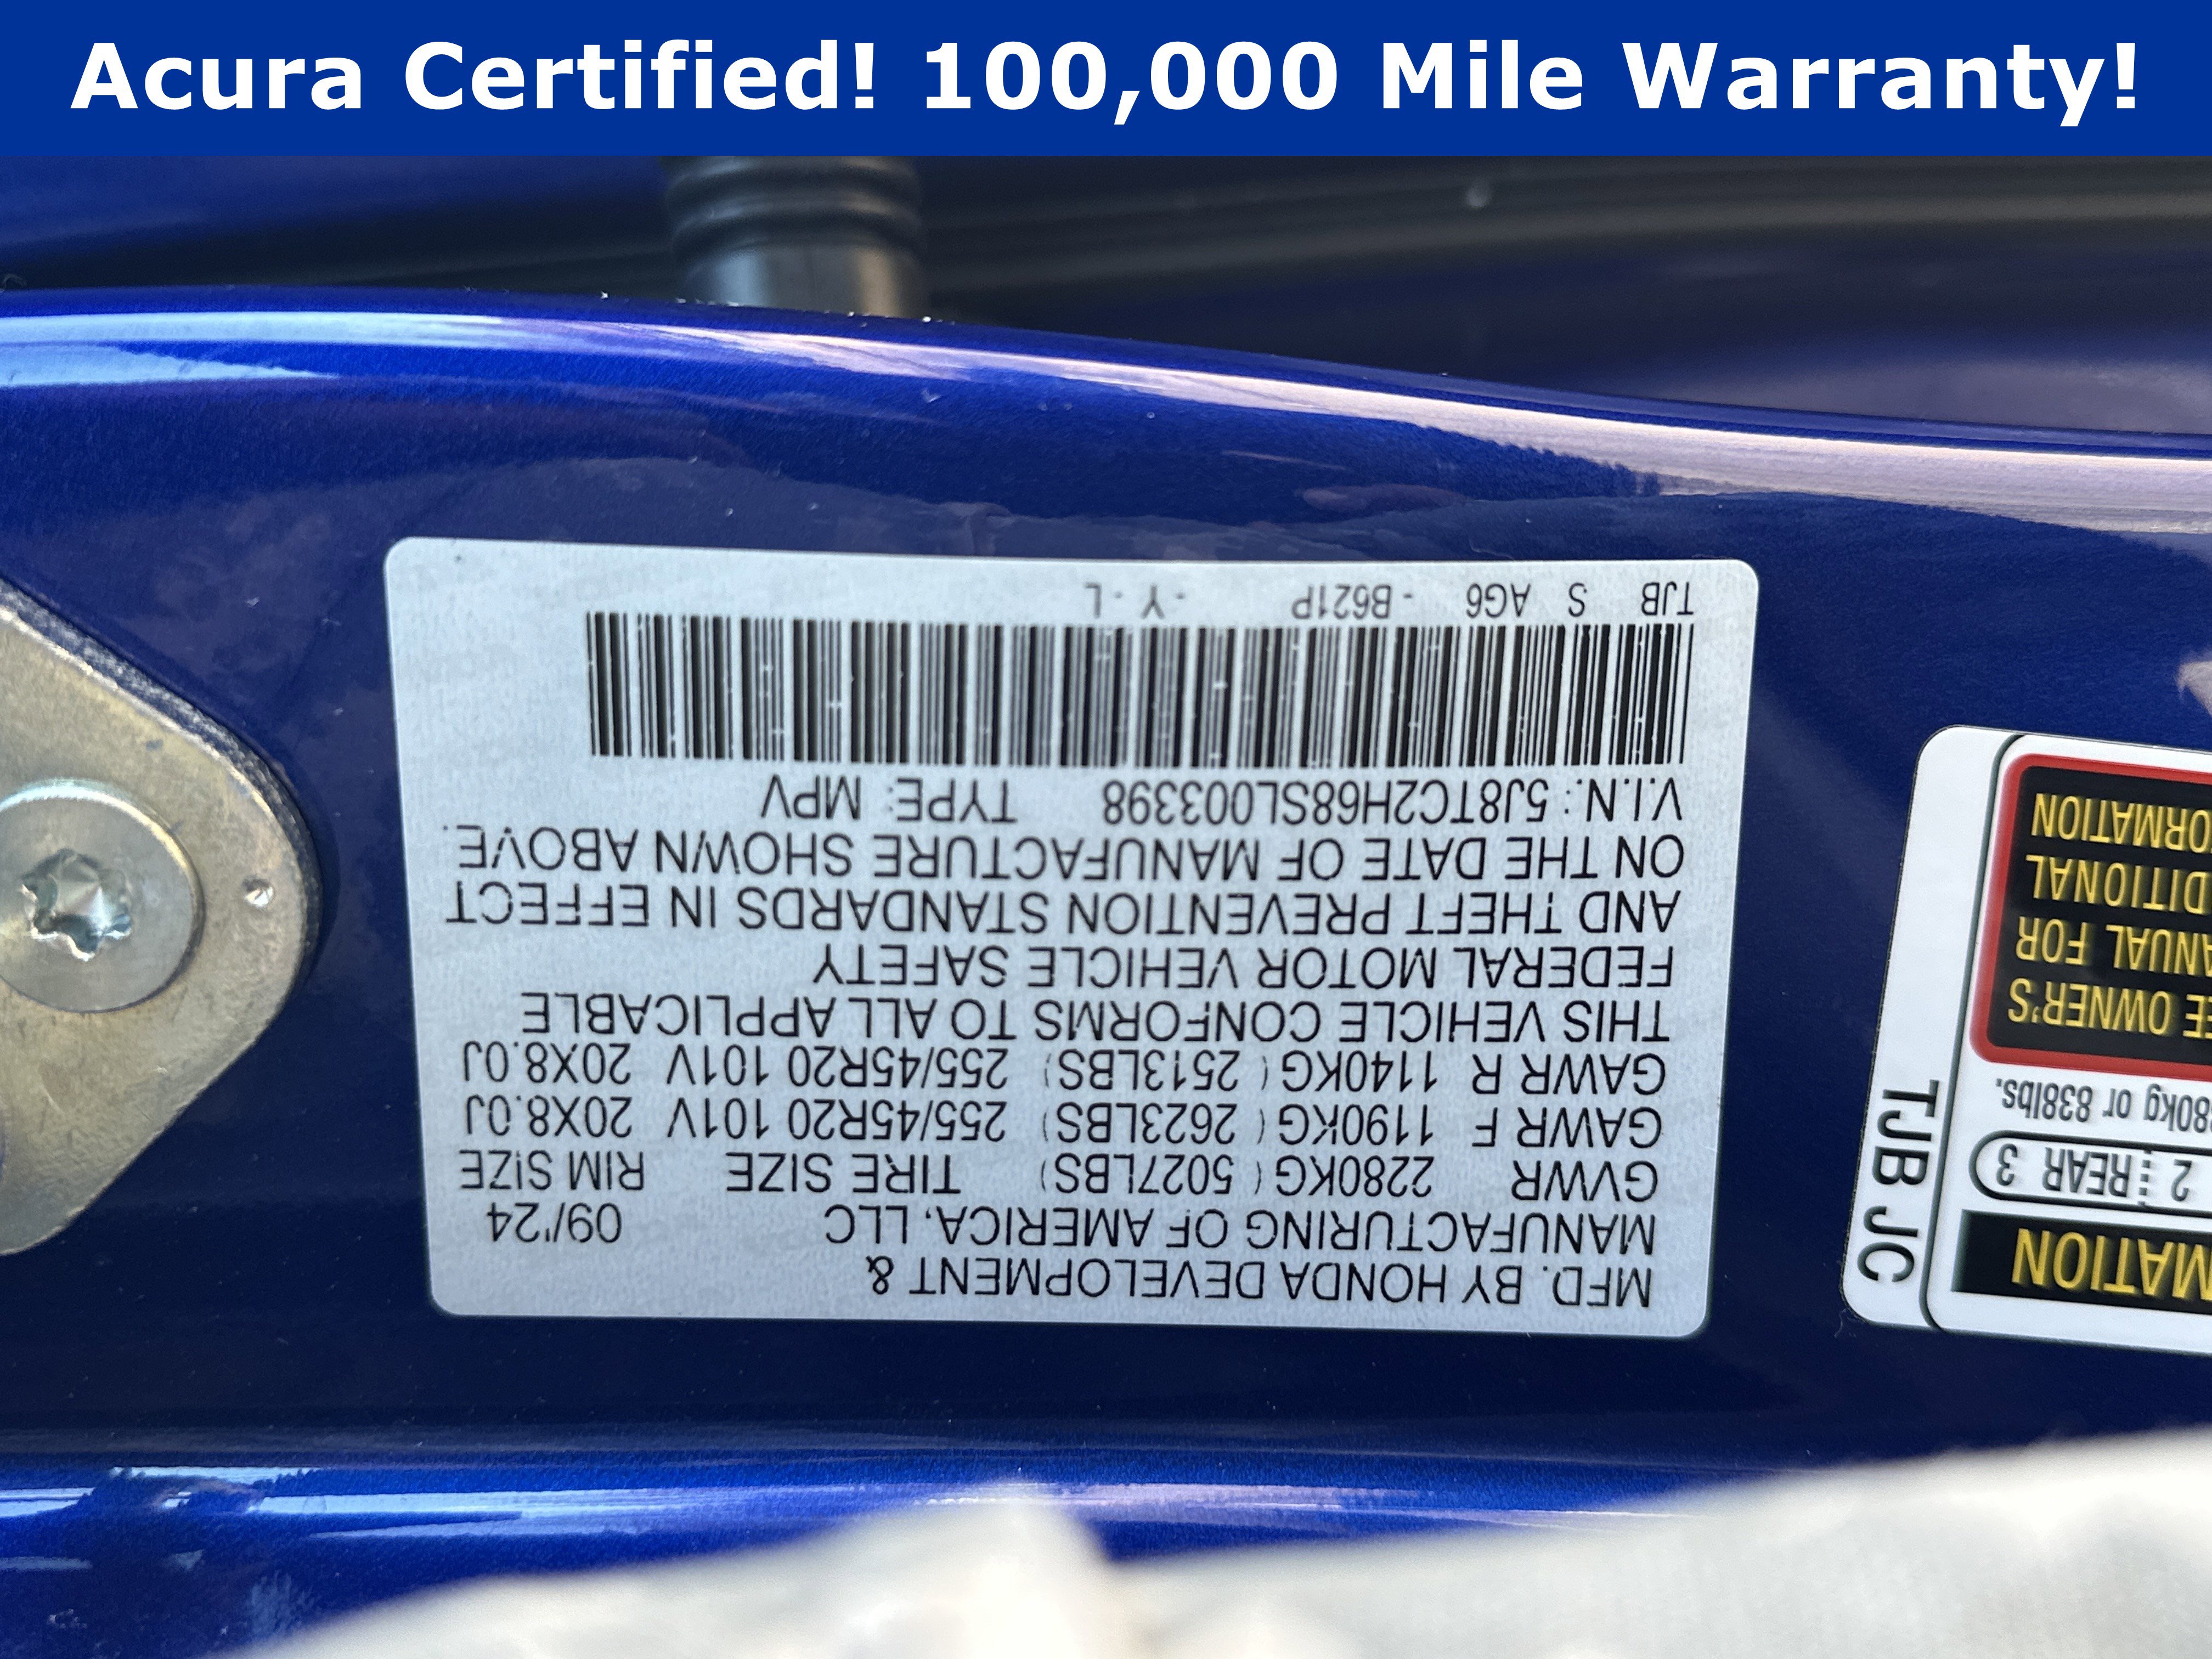 Acura Certified! 100,000 Mile Warranty!
MFD. BY HONDA DEVELOPMENT &
MANUFACTURING OF AMERICA, LLC 09/'24
GVWR 2280KG ( 5027LBS) TIRE SIZE RIM SIZE
GAWR F 1190KG ( 2623LBS) 255/45R20 101V 20X8.0J
GAWR R 1140KG ( 2513LBS) 255/45R20 101V 20X8.0J
THIS VEHICLE CONFORMS TO ALL APPLICABLE
FEDERAL MOTOR VEHICLE SAFETY
AND THEFT PREVENTION STANDARDS IN EFFECT
ON THE DATE OF MANUFACTURE SHOWN ABOVE.
V.I.N.: 5J8TC2H68SL003398 TYPE: MPV
TJB S AG6 - B621P - Y - L
2 REAR 3
80kg or 838lbs.
OWNER'S
FOR
TJB JC